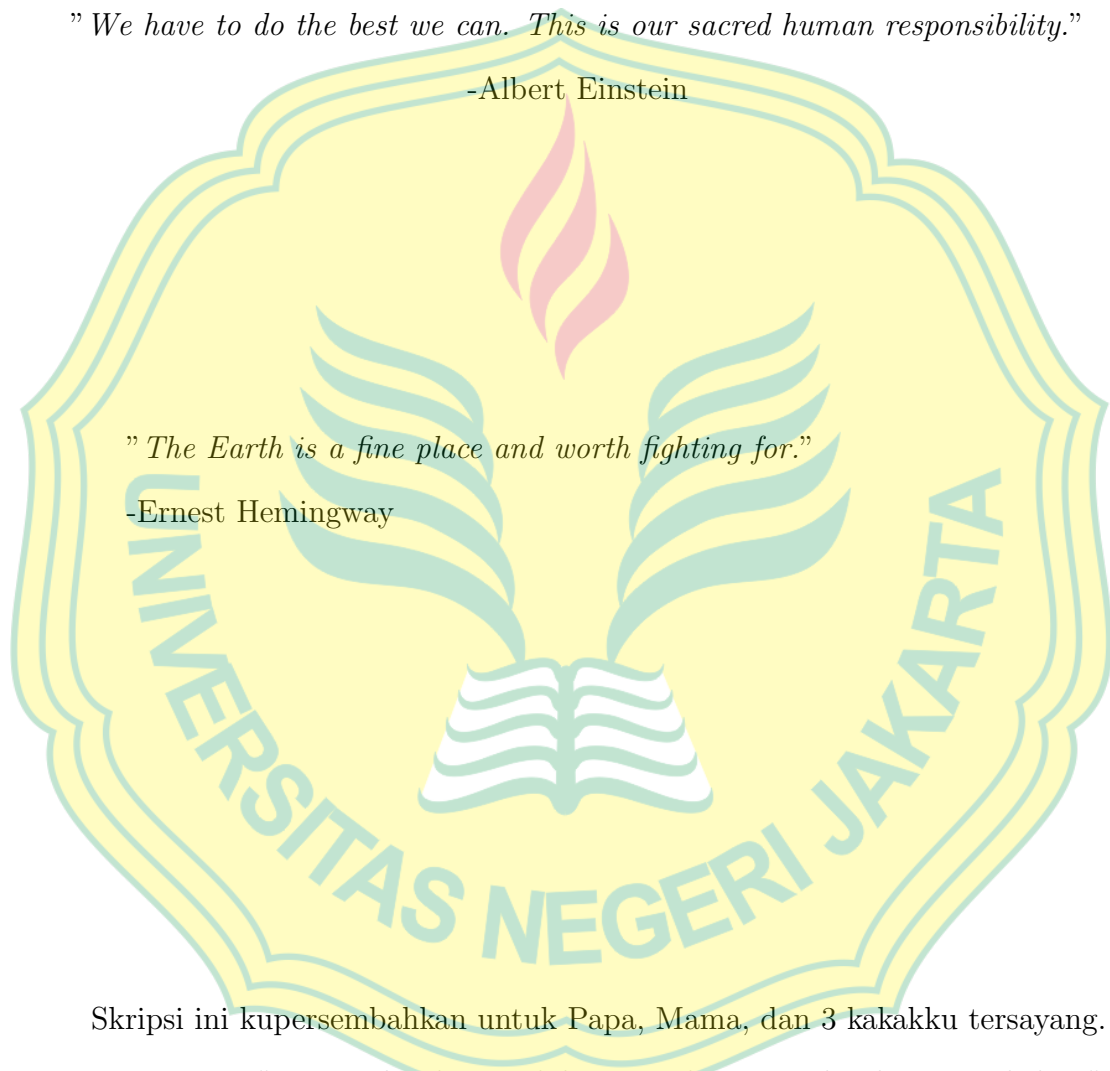 "We have to do the best we can. This is our sacred human responsibility."
-Albert Einstein
"The Earth is a fine place and worth fighting for."
-Ernest Hemingway
UNIVERSITAS NEGERI JAKARTA
Skripsi ini kupersembahkan untuk Papa, Mama, dan 3 kakakku tersayang.